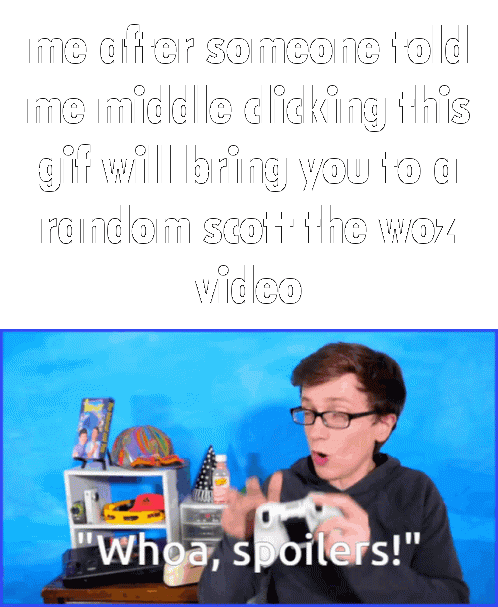 me after someone told
me middle clicking this
gif will bring you to a
random scott the woz
video
"Whoa, spoilers!"